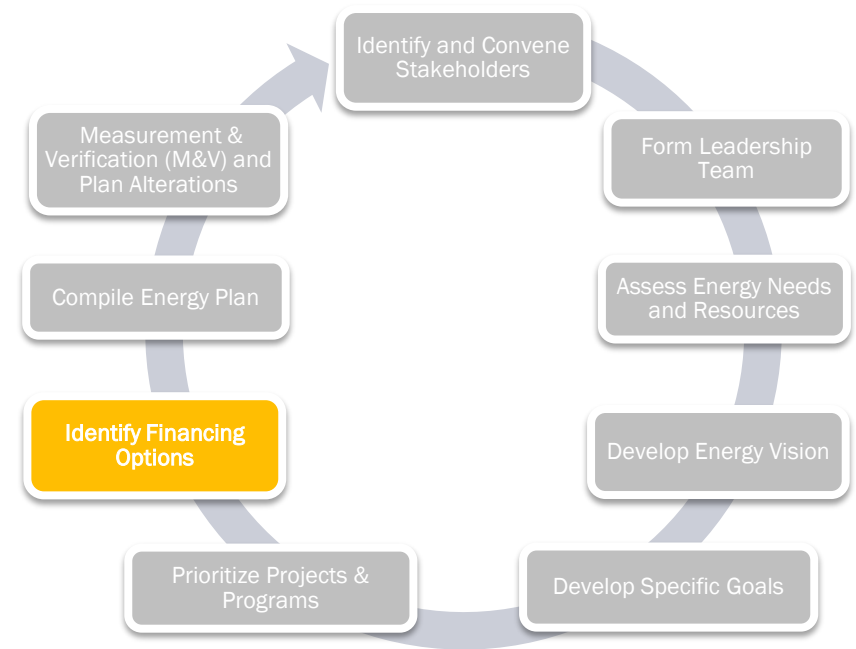 Identify and Convene
Stakeholders
Form Leadership
Team
Assess Energy Needs
and Resources
Develop Energy Vision
Develop Specific Goals
Prioritize Projects &
Programs
Identify Financing
Options
Compile Energy Plan
Measurement &
Verification (M&V) and
Plan Alterations